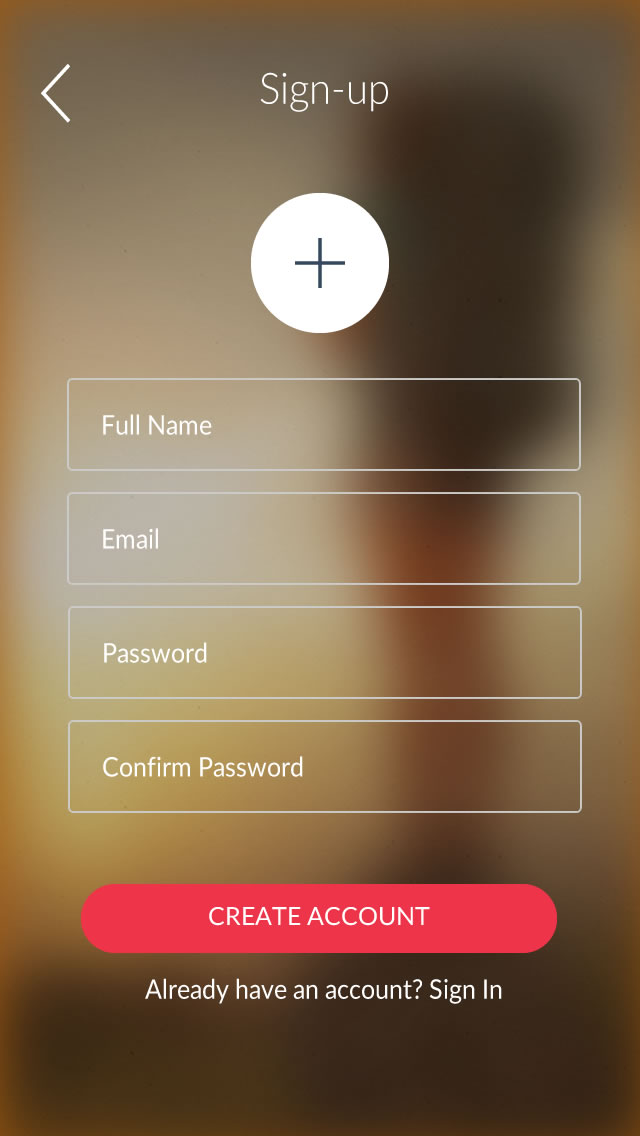 Sign-up
Full Name
Email
Password
Confirm Password
CREATE ACCOUNT
Already have an account? Sign In